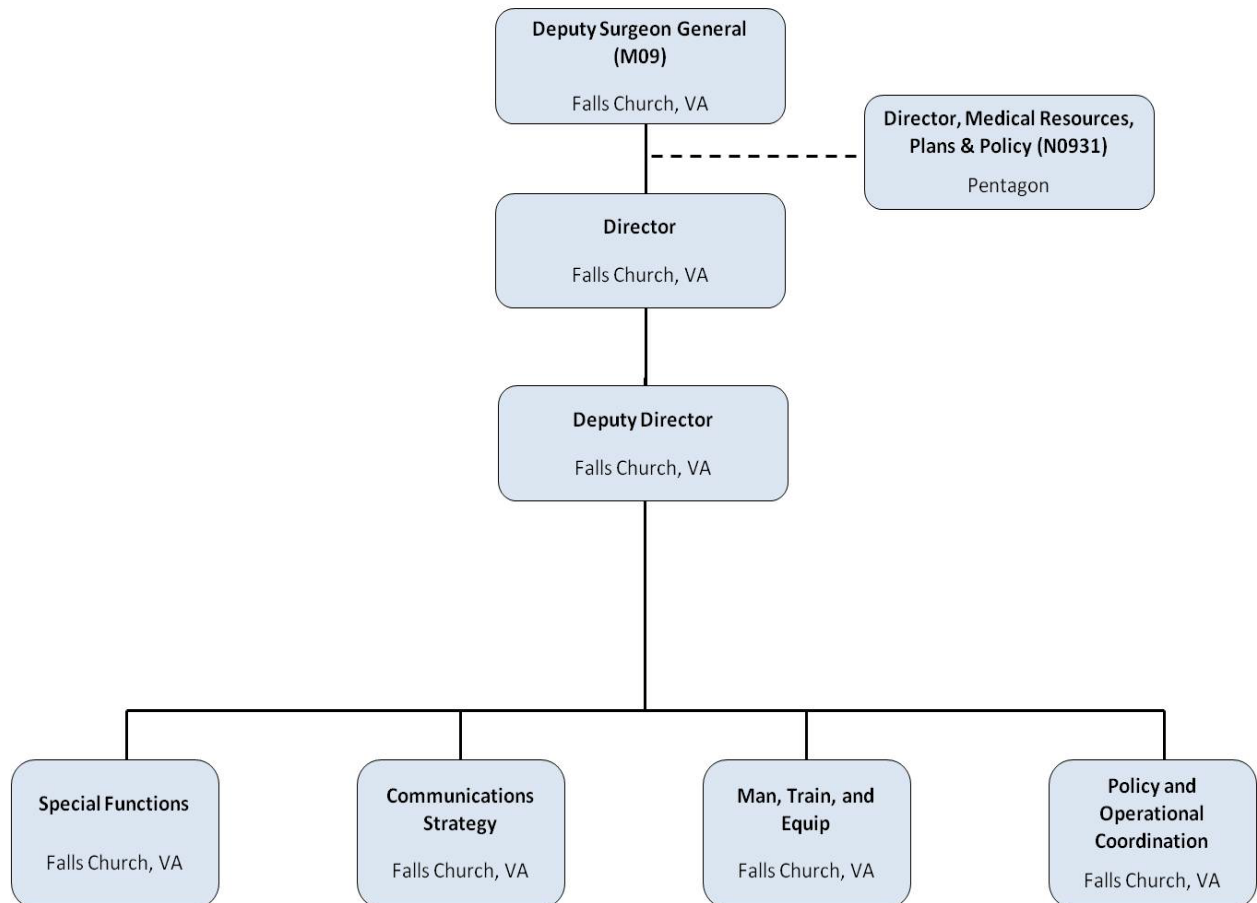 Deputy Surgeon General
(M09)
Falls Church, VA
Director, Medical Resources,
Plans & Policy (N0931)
Pentagon
Director
Falls Church, VA
Deputy Director
Falls Church, VA
Special Functions
Falls Church, VA
Communications
Strategy
Falls Church, VA
Man, Train, and
Equip
Falls Church, VA
Policy and
Operational
Coordination
Falls Church, VA